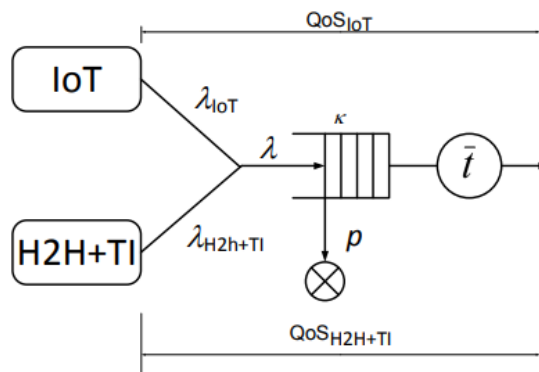 QoS_IoT
IoT
λ_IoT
κ
λ
t̄
H2H+TI
λ_H2h+TI
p
QoS_H2H+TI